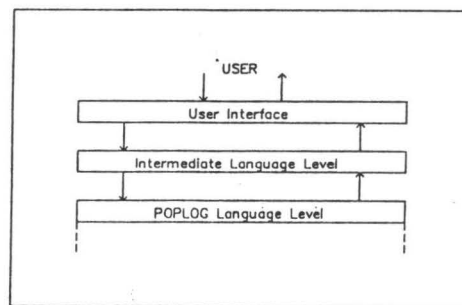 USER
User Interface
Intermediate Language Level
POPLOG Language Level